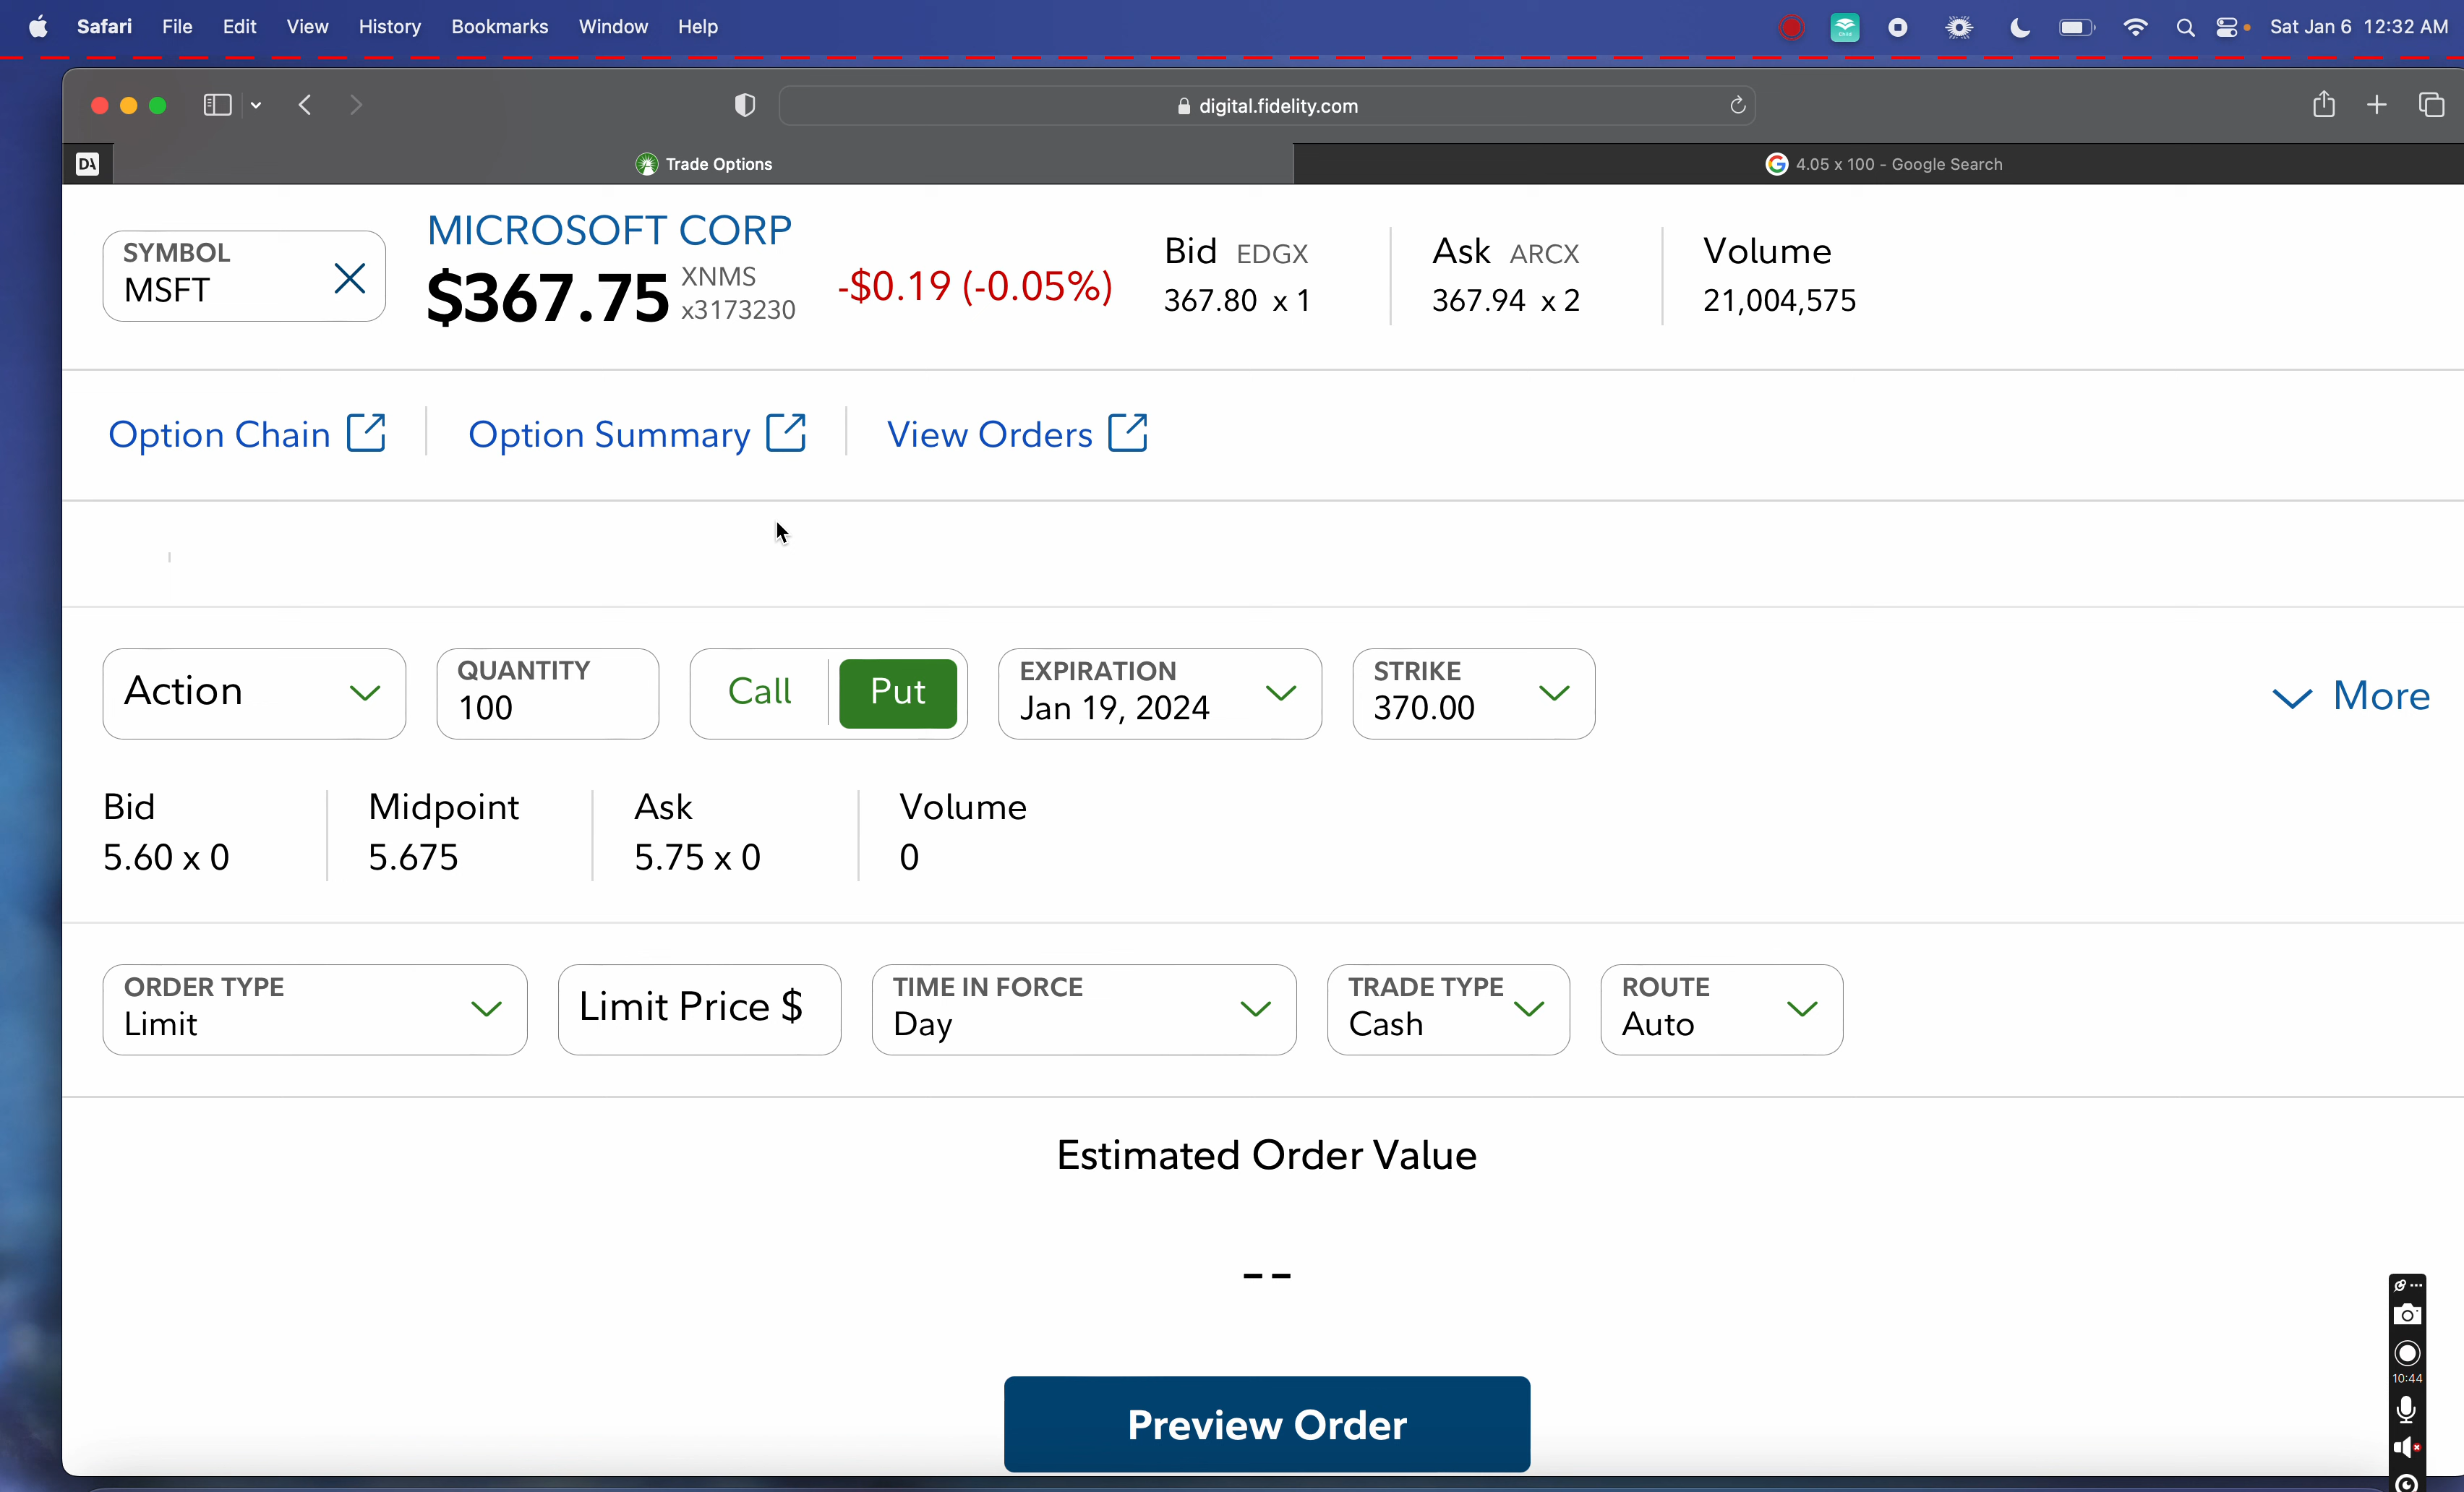 Safari File Edit View History Bookmarks Window Help Sat Jan 6 12:32 AM
digital.fidelity.com
DA Trade Options 4.05 x 100 - Google Search
SYMBOL
MSFT
MICROSOFT CORP
$367.75 XNMS
x3173230
-$0.19 (-0.05%)
Bid EDGX
367.80 x 1
Ask ARCX
367.94 x 2
Volume
21,004,575
Option Chain Option Summary View Orders
Action
QUANTITY
100
Call Put
EXPIRATION
Jan 19, 2024
STRIKE
370.00
More
Bid
5.60 x 0
Midpoint
5.675
Ask
5.75 x 0
Volume
0
ORDER TYPE
Limit
Limit Price $
TIME IN FORCE
Day
TRADE TYPE
Cash
ROUTE
Auto
Estimated Order Value
--
Preview Order
10:44